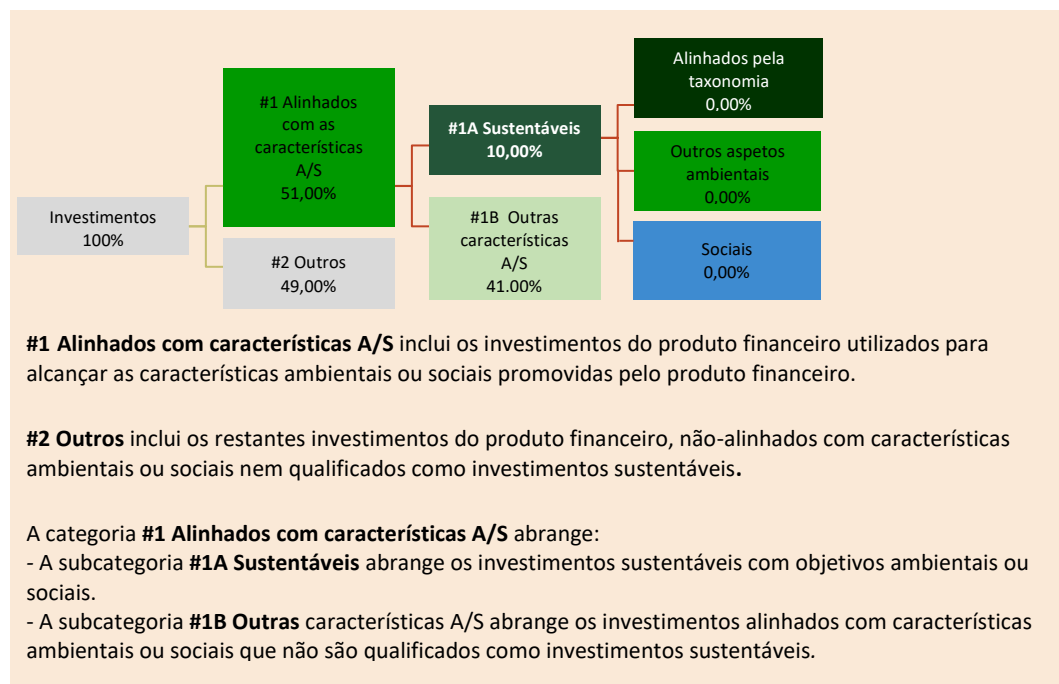 Investimentos
100%
#1 Alinhados
com as
características
A/S
51,00%
#2 Outros
49,00%
#1A Sustentáveis
10,00%
#1B Outras
características
A/S
41.00%
Alinhados pela
taxonomia
0,00%
Outros aspetos
ambientais
0,00%
Sociais
0,00%
#1 Alinhados com características A/S inclui os investimentos do produto financeiro utilizados para
alcançar as características ambientais ou sociais promovidas pelo produto financeiro.
#2 Outros inclui os restantes investimentos do produto financeiro, não-alinhados com características
ambientais ou sociais nem qualificados como investimentos sustentáveis.
A categoria #1 Alinhados com características A/S abrange:
- A subcategoria #1A Sustentáveis abrange os investimentos sustentáveis com objetivos ambientais ou
sociais.
- A subcategoria #1B Outras características A/S abrange os investimentos alinhados com características
ambientais ou sociais que não são qualificados como investimentos sustentáveis.